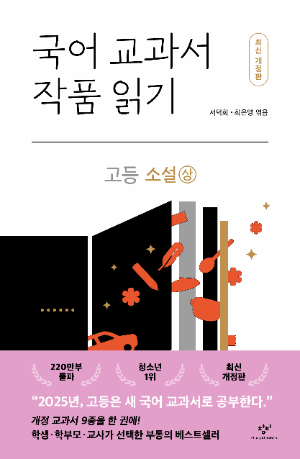 국어 교과서
작품 읽기
최신 개정판
서덕희 · 최은영 엮음
고등 소설 상
220만부
돌파
청소년
1위
최신
개정판
“2025년, 고등은 새 국어 교과서로 공부한다.”
개정 교과서 9종을 한 권에!
학생·학부모·교사가 선택한 부동의 베스트셀러
창비